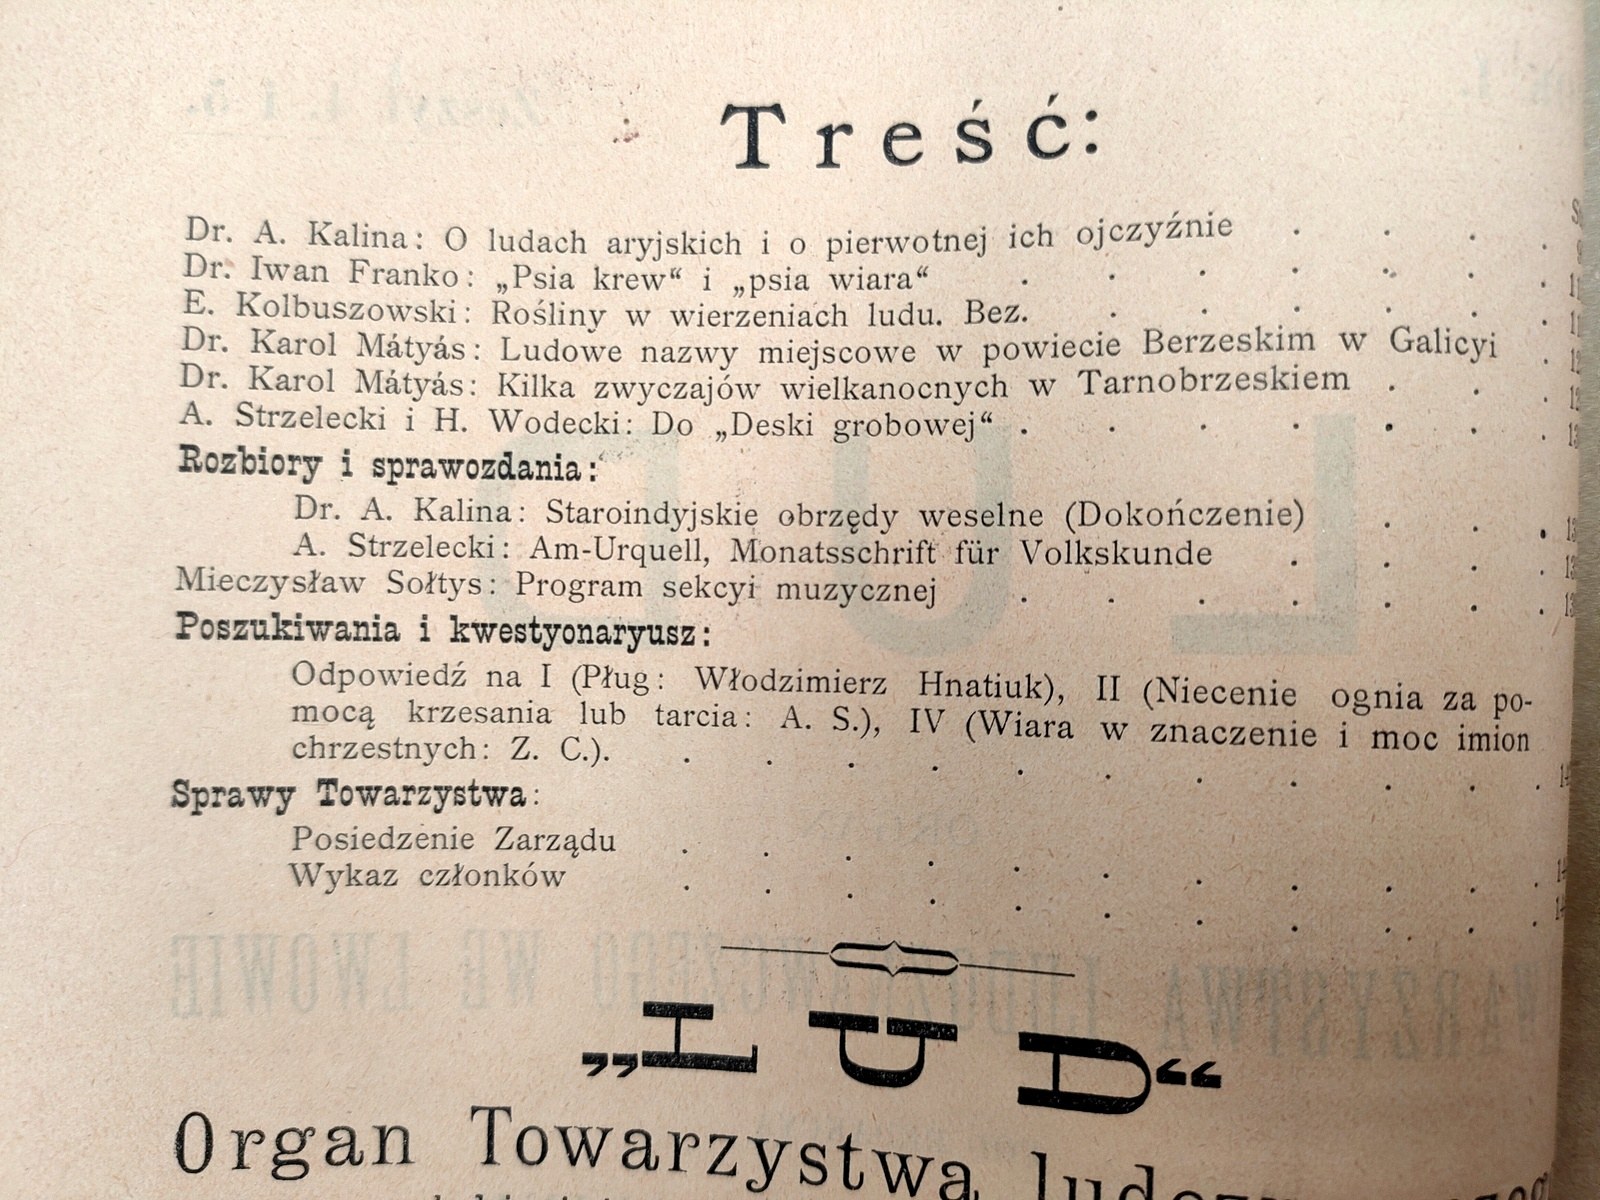 Treść:
Dr. A. Kalina: O ludach aryjskich i o pierwotnej ich ojczyźnie
Dr. Iwan Franko: „Psia krew“ i „psia wiara“
E. Kolbuszowski: Rośliny w wierzeniach ludu. Bez.
Dr. Karol Mátyás: Ludowe nazwy miejscowe w powiecie Berzeskim w Galicyi
Dr. Karol Mátyás: Kilka zwyczajów wielkanocnych w Tarnobrzeskiem
A. Strzelecki i H. Wodecki: Do „Deski grobowej“
Rozbiory i sprawozdania:
Dr. A. Kalina: Staroindyjskie obrzędy weselne (Dokończenie)
A. Strzelecki: Am-Urquell, Monatsschrift für Volkskunde
Mieczysław Sołtys: Program sekcyi muzycznej
Poszukiwania i kwestyonaryusz:
Odpowiedź na I (Pług: Włodzimierz Hnatiuk), II (Niecenie ognia za po-
mocą krzesania lub tarcia: A. S.), IV (Wiara w znaczenie i moc imion
chrzestnych: Z. C.).
Sprawy Towarzystwa:
Posiedzenie Zarządu
Wykaz członków
„LUD“
Organ Towarzystwa